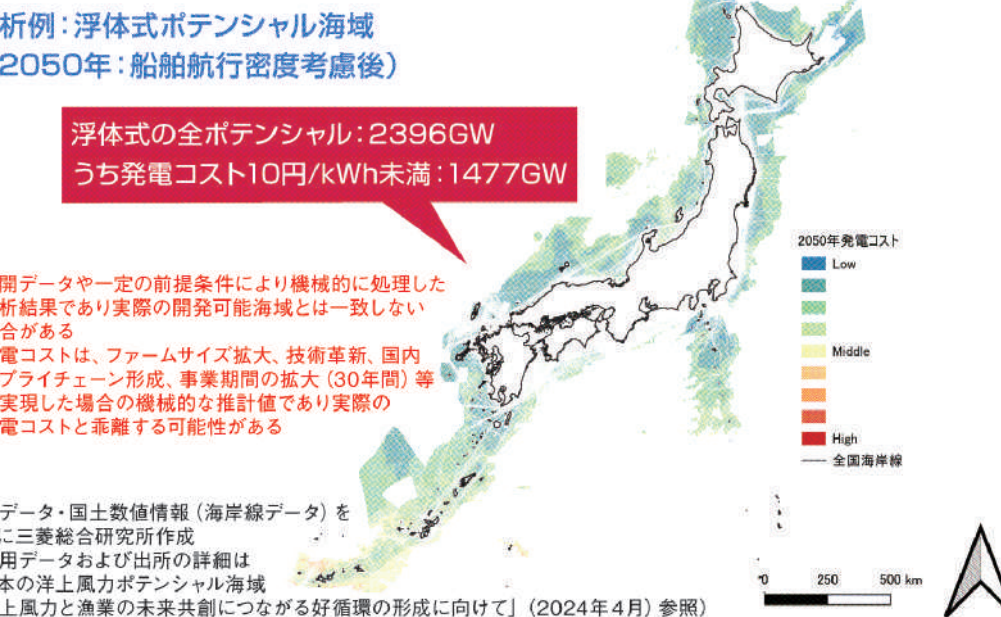 析例：浮体式ポテンシャル海域
2050年：船舶航行密度考慮後）
浮体式の全ポテンシャル：2396GW
うち発電コスト10円/kWh未満：1477GW
開データや一定の前提条件により機械的に処理した
析結果であり実際の開発可能海域とは一致しない
合がある
電コストは、ファームサイズ拡大、技術革新、国内
プライチェーン形成、事業期間の拡大（30年間）等
実現した場合の機械的な推計値であり実際の
電コストと乖離する可能性がある
2050年発電コスト
Low
Middle
High
全国海岸線
データ・国土数値情報（海岸線データ）を
に三菱総合研究所作成
用データおよび出所の詳細は
本の洋上風力ポテンシャル海域
上風力と漁業の未来共創につながる好循環の形成に向けて」（2024年4月）参照）
0 250 500 km